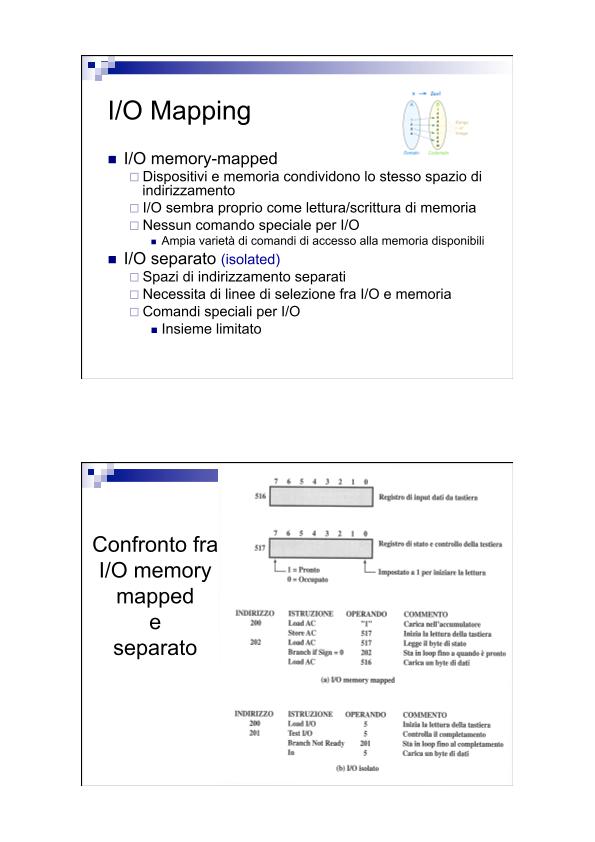 I/O Mapping
Domain
Codomain
I/O memory-mapped
Dispositivi e memoria condividono lo stesso spazio di
indirizzamento
I/O sembra proprio come lettura/scrittura di memoria
Nessun comando speciale per I/O
Ampia varietà di comandi di accesso alla memoria disponibili
I/O separato (isolated)
Spazi di indirizzamento separati
Necessita di linee di selezione fra I/O e memoria
Comandi speciali per I/O
Insieme limitato
Confronto fra
I/O memory
mapped
e
separato
7 6 5 4 3 2 1 0
516 Registro di input dati da tastiera
7 6 5 4 3 2 1 0
517 Registro di stato e controllo della tastiera
1 = Pronto
0 = Occupato
Impostato a 1 per iniziare la lettura
INDIRIZZO ISTRUZIONE OPERANDO COMMENTO
200 Load AC "1" Carica nell'accumulatore
Store AC 517 Inizia la lettura della tastiera
202 Load AC 517 Legge il byte di stato
Branch if Sign = 0 202 Sta in loop fino a quando è pronto
Load AC 516 Carica un byte di dati
(a) I/O memory mapped
INDIRIZZO ISTRUZIONE OPERANDO COMMENTO
200 Load I/O 5 Inizia la lettura della tastiera
201 Test I/O 5 Controlla il completamento
Branch Not Ready 201 Sta in loop fino al completamento
In 5 Carica un byte di dati
(b) I/O isolato